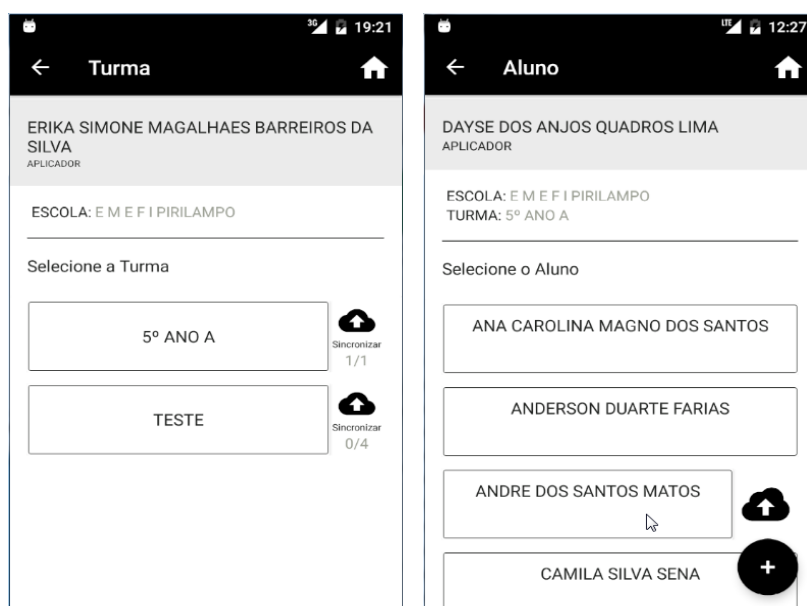 3G 19:21
Turma
ERIKA SIMONE MAGALHAES BARREIROS DA
SILVA
APLICADOR
ESCOLA: E M E F I PIRILAMPO
Selecione a Turma
5º ANO A
Sincronizar
1/1
TESTE
Sincronizar
0/4
LTE 12:27
Aluno
DAYSE DOS ANJOS QUADROS LIMA
APLICADOR
ESCOLA: E M E F I PIRILAMPO
TURMA: 5º ANO A
Selecione o Aluno
ANA CAROLINA MAGNO DOS SANTOS
ANDERSON DUARTE FARIAS
ANDRE DOS SANTOS MATOS
CAMILA SILVA SENA
+